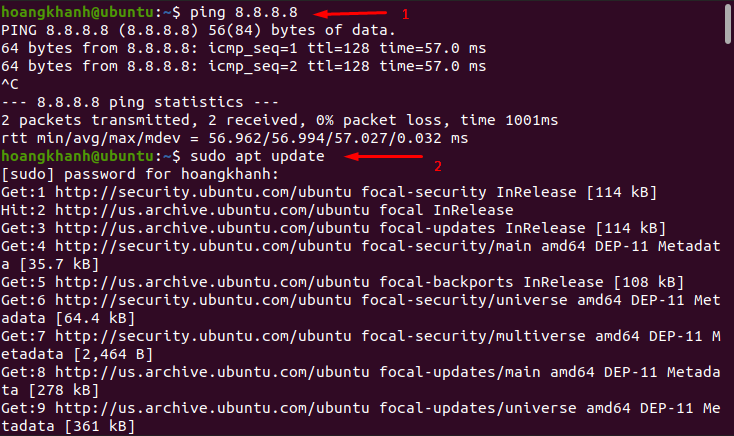 hoangkhanh@ubuntu:~$ ping 8.8.8.8 1
PING 8.8.8.8 (8.8.8.8) 56(84) bytes of data.
64 bytes from 8.8.8.8: icmp_seq=1 ttl=128 time=57.0 ms
64 bytes from 8.8.8.8: icmp_seq=2 ttl=128 time=57.0 ms
^C
--- 8.8.8.8 ping statistics ---
2 packets transmitted, 2 received, 0% packet loss, time 1001ms
rtt min/avg/max/mdev = 56.962/56.994/57.027/0.032 ms
hoangkhanh@ubuntu:~$ sudo apt update 2
[sudo] password for hoangkhanh:
Get:1 http://security.ubuntu.com/ubuntu focal-security InRelease [114 kB]
Hit:2 http://us.archive.ubuntu.com/ubuntu focal InRelease
Get:3 http://us.archive.ubuntu.com/ubuntu focal-updates InRelease [114 kB]
Get:4 http://security.ubuntu.com/ubuntu focal-security/main amd64 DEP-11 Metadat
a [35.7 kB]
Get:5 http://us.archive.ubuntu.com/ubuntu focal-backports InRelease [108 kB]
Get:6 http://security.ubuntu.com/ubuntu focal-security/universe amd64 DEP-11 Met
adata [64.4 kB]
Get:7 http://security.ubuntu.com/ubuntu focal-security/multiverse amd64 DEP-11 M
etadata [2,464 B]
Get:8 http://us.archive.ubuntu.com/ubuntu focal-updates/main amd64 DEP-11 Metada
ta [278 kB]
Get:9 http://us.archive.ubuntu.com/ubuntu focal-updates/universe amd64 DEP-11 Me
tadata [361 kB]